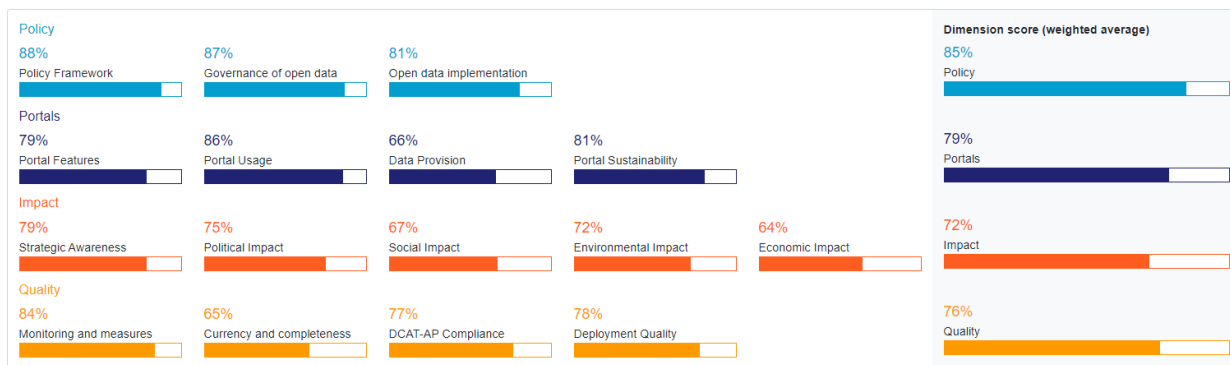 Policy
88% 87% 81%
Policy Framework Governance of open data Open data implementation
Portals
79% 86% 66% 81%
Portal Features Portal Usage Data Provision Portal Sustainability
Impact
79% 75% 67% 72% 64%
Strategic Awareness Political Impact Social Impact Environmental Impact Economic Impact
Quality
84% 65% 77% 78%
Monitoring and measures Currency and completeness DCAT-AP Compliance Deployment Quality
Dimension score (weighted average)
85%
Policy
79%
Portals
72%
Impact
76%
Quality